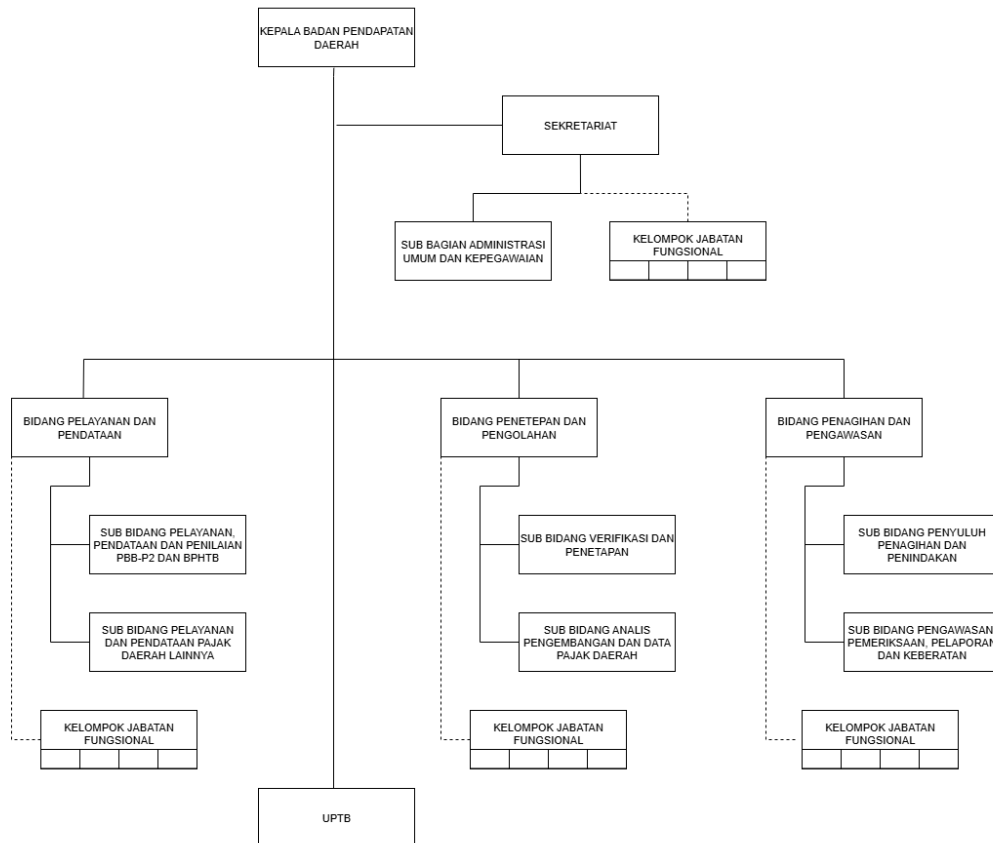 KEPALA BADAN PENDAPATAN
DAERAH
SEKRETARIAT
SUB BAGIAN ADMINISTRASI
UMUM DAN KEPEGAWAIAN
KELOMPOK JABATAN
FUNGSIONAL
BIDANG PELAYANAN DAN
PENDATAAN
BIDANG PENETEPAN DAN
PENGOLAHAN
BIDANG PENAGIHAN DAN
PENGAWASAN
SUB BIDANG PELAYANAN,
PENDATAAN DAN PENILAIAN
PBB-P2 DAN BPHTB
SUB BIDANG VERIFIKASI DAN
PENETAPAN
SUB BIDANG PENYULUH
PENAGIHAN DAN
PENINDAKAN
SUB BIDANG PELAYANAN
DAN PENDATAAN PAJAK
DAERAH LAINNYA
SUB BIDANG ANALIS
PENGEMBANGAN DAN DATA
PAJAK DAERAH
SUB BIDANG PENGAWASAN
PEMERIKSAAN, PELAPORAN
DAN KEBERATAN
KELOMPOK JABATAN
FUNGSIONAL
KELOMPOK JABATAN
FUNGSIONAL
KELOMPOK JABATAN
FUNGSIONAL
UPTB